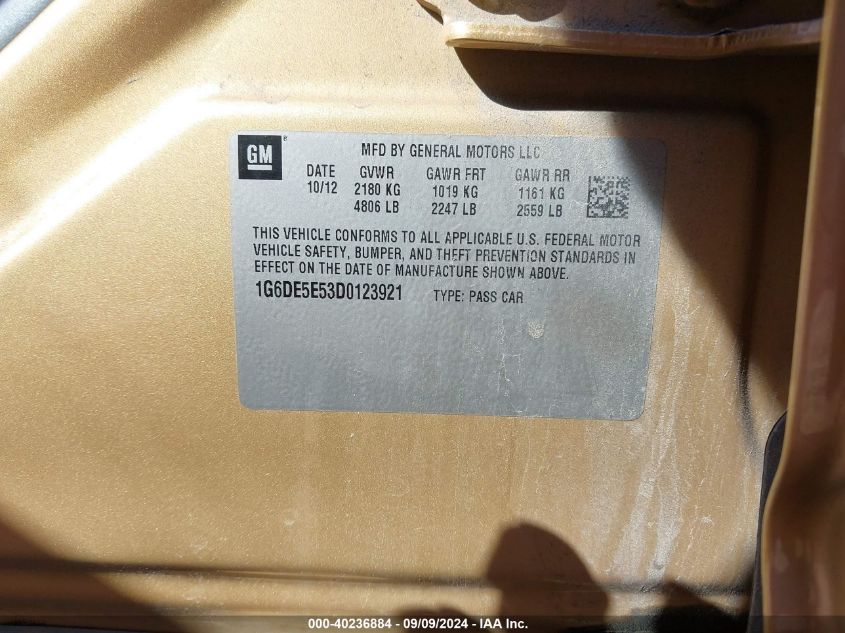 GM ®
MFD BY GENERAL MOTORS LLC
DATE GVWR GAWR FRT GAWR RR
10/12 2180 KG 1019 KG 1161 KG
4806 LB 2247 LB 2559 LB
THIS VEHICLE CONFORMS TO ALL APPLICABLE U.S. FEDERAL MOTOR
VEHICLE SAFETY, BUMPER, AND THEFT PREVENTION STANDARDS IN
EFFECT ON THE DATE OF MANUFACTURE SHOWN ABOVE.
1G6DE5E53D0123921 TYPE: PASS CAR
000-40236884 - 09/09/2024 - IAA Inc.